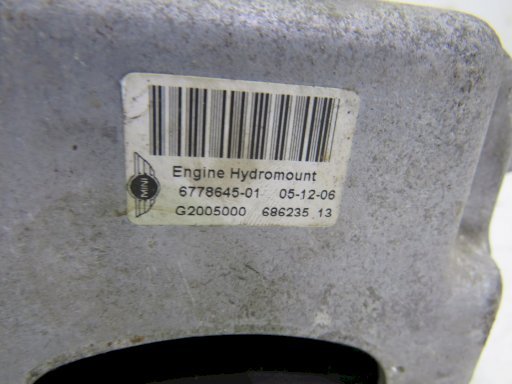 Engine Hydromount
MINI
6778645-01 05-12-06
G2005000 686235 13